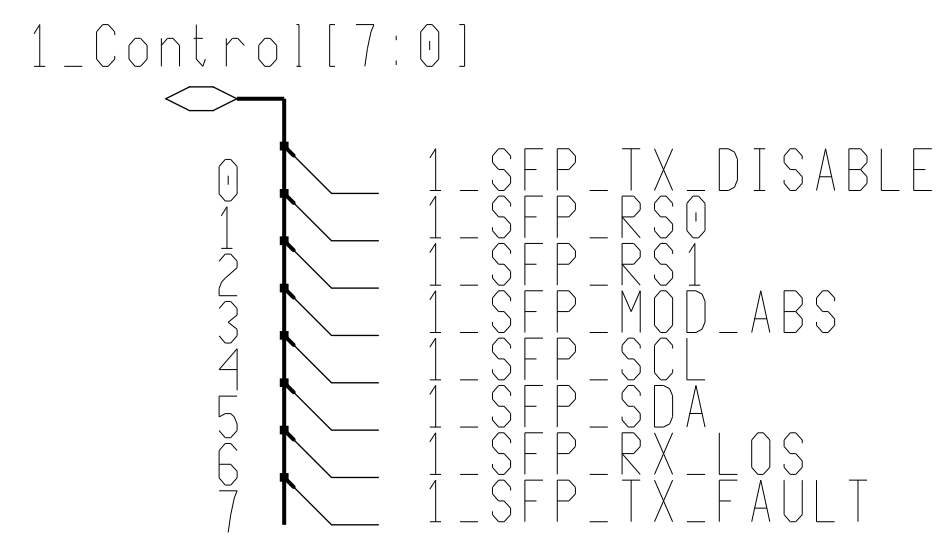 1_Control[7:0]
0 1_SFP_TX_DISABLE
1 1_SFP_RS0
2 1_SFP_RS1
3 1_SFP_MOD_ABS
4 1_SFP_SCL
5 1_SFP_SDA
6 1_SFP_RX_LOS
7 1_SFP_TX_FAULT